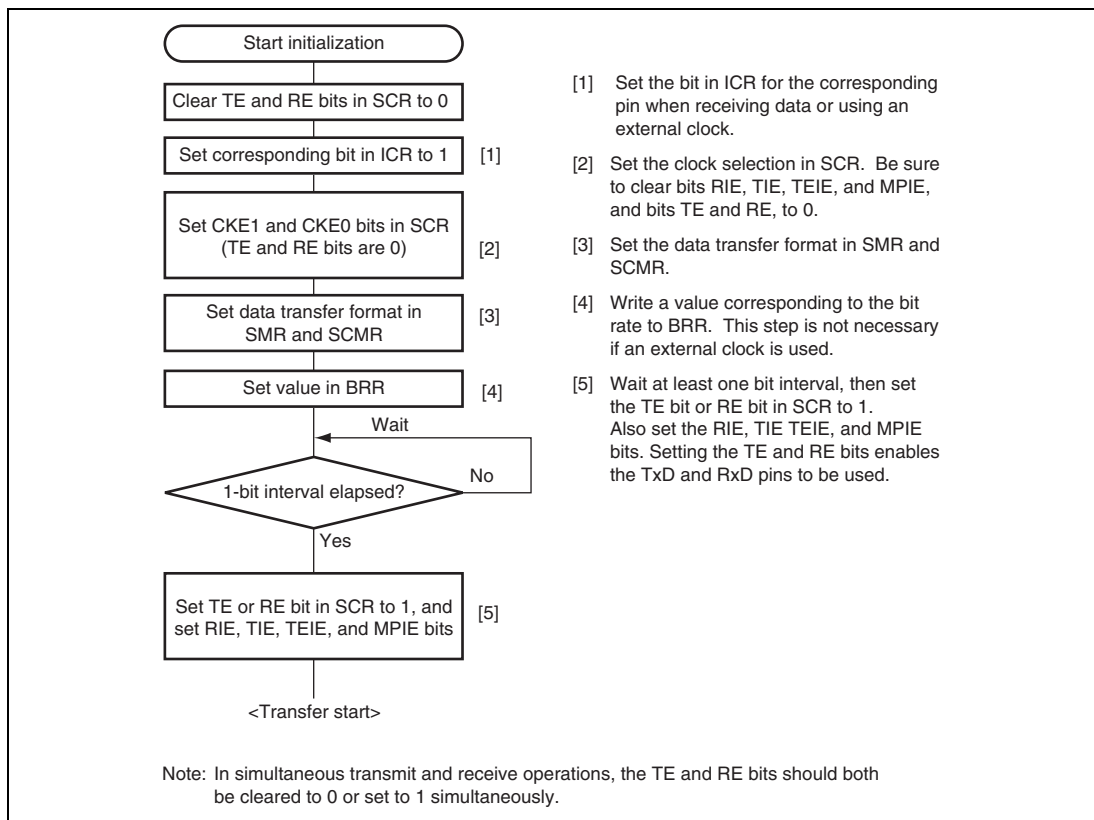 Start initialization
Clear TE and RE bits in SCR to 0
Set corresponding bit in ICR to 1
[1]
Set CKE1 and CKE0 bits in SCR
(TE and RE bits are 0)
[2]
Set data transfer format in
SMR and SCMR
[3]
Set value in BRR
[4]
Wait
No
1-bit interval elapsed?
Yes
Set TE or RE bit in SCR to 1, and
set RIE, TIE, TEIE, and MPIE bits
[5]
<Transfer start>
[1] Set the bit in ICR for the corresponding
pin when receiving data or using an
external clock.
[2] Set the clock selection in SCR. Be sure
to clear bits RIE, TIE, TEIE, and MPIE,
and bits TE and RE, to 0.
[3] Set the data transfer format in SMR and
SCMR.
[4] Write a value corresponding to the bit
rate to BRR. This step is not necessary
if an external clock is used.
[5] Wait at least one bit interval, then set
the TE bit or RE bit in SCR to 1.
Also set the RIE, TIE TEIE, and MPIE
bits. Setting the TE and RE bits enables
the TxD and RxD pins to be used.
Note: In simultaneous transmit and receive operations, the TE and RE bits should both
be cleared to 0 or set to 1 simultaneously.